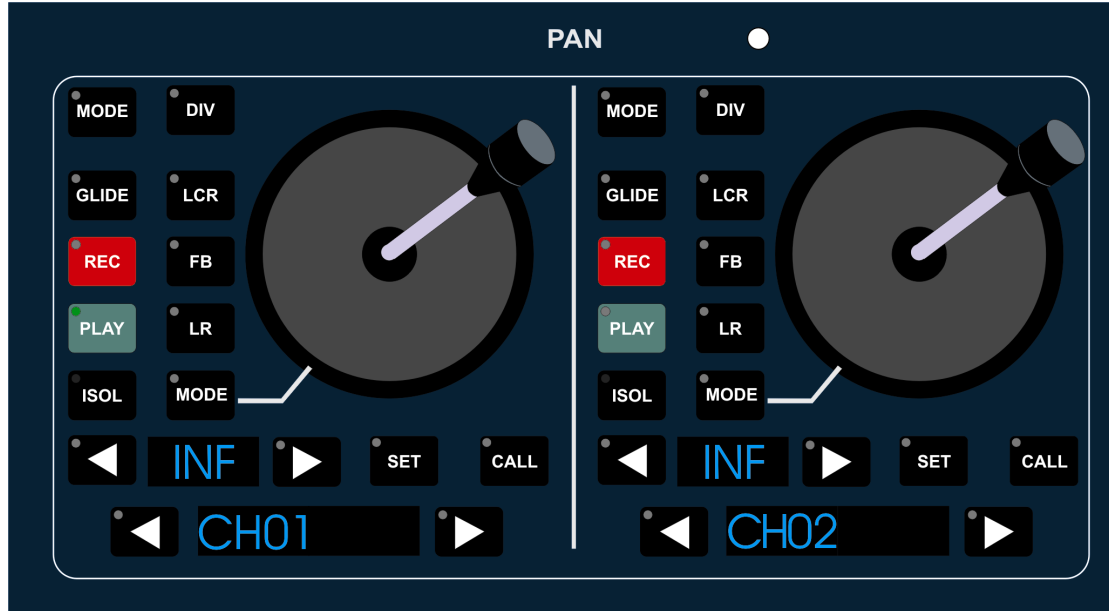 PAN
MODE DIV
GLIDE LCR
REC FB
PLAY LR
ISOL MODE
INF SET CALL
CH01
MODE DIV
GLIDE LCR
REC FB
PLAY LR
ISOL MODE
INF SET CALL
CH02